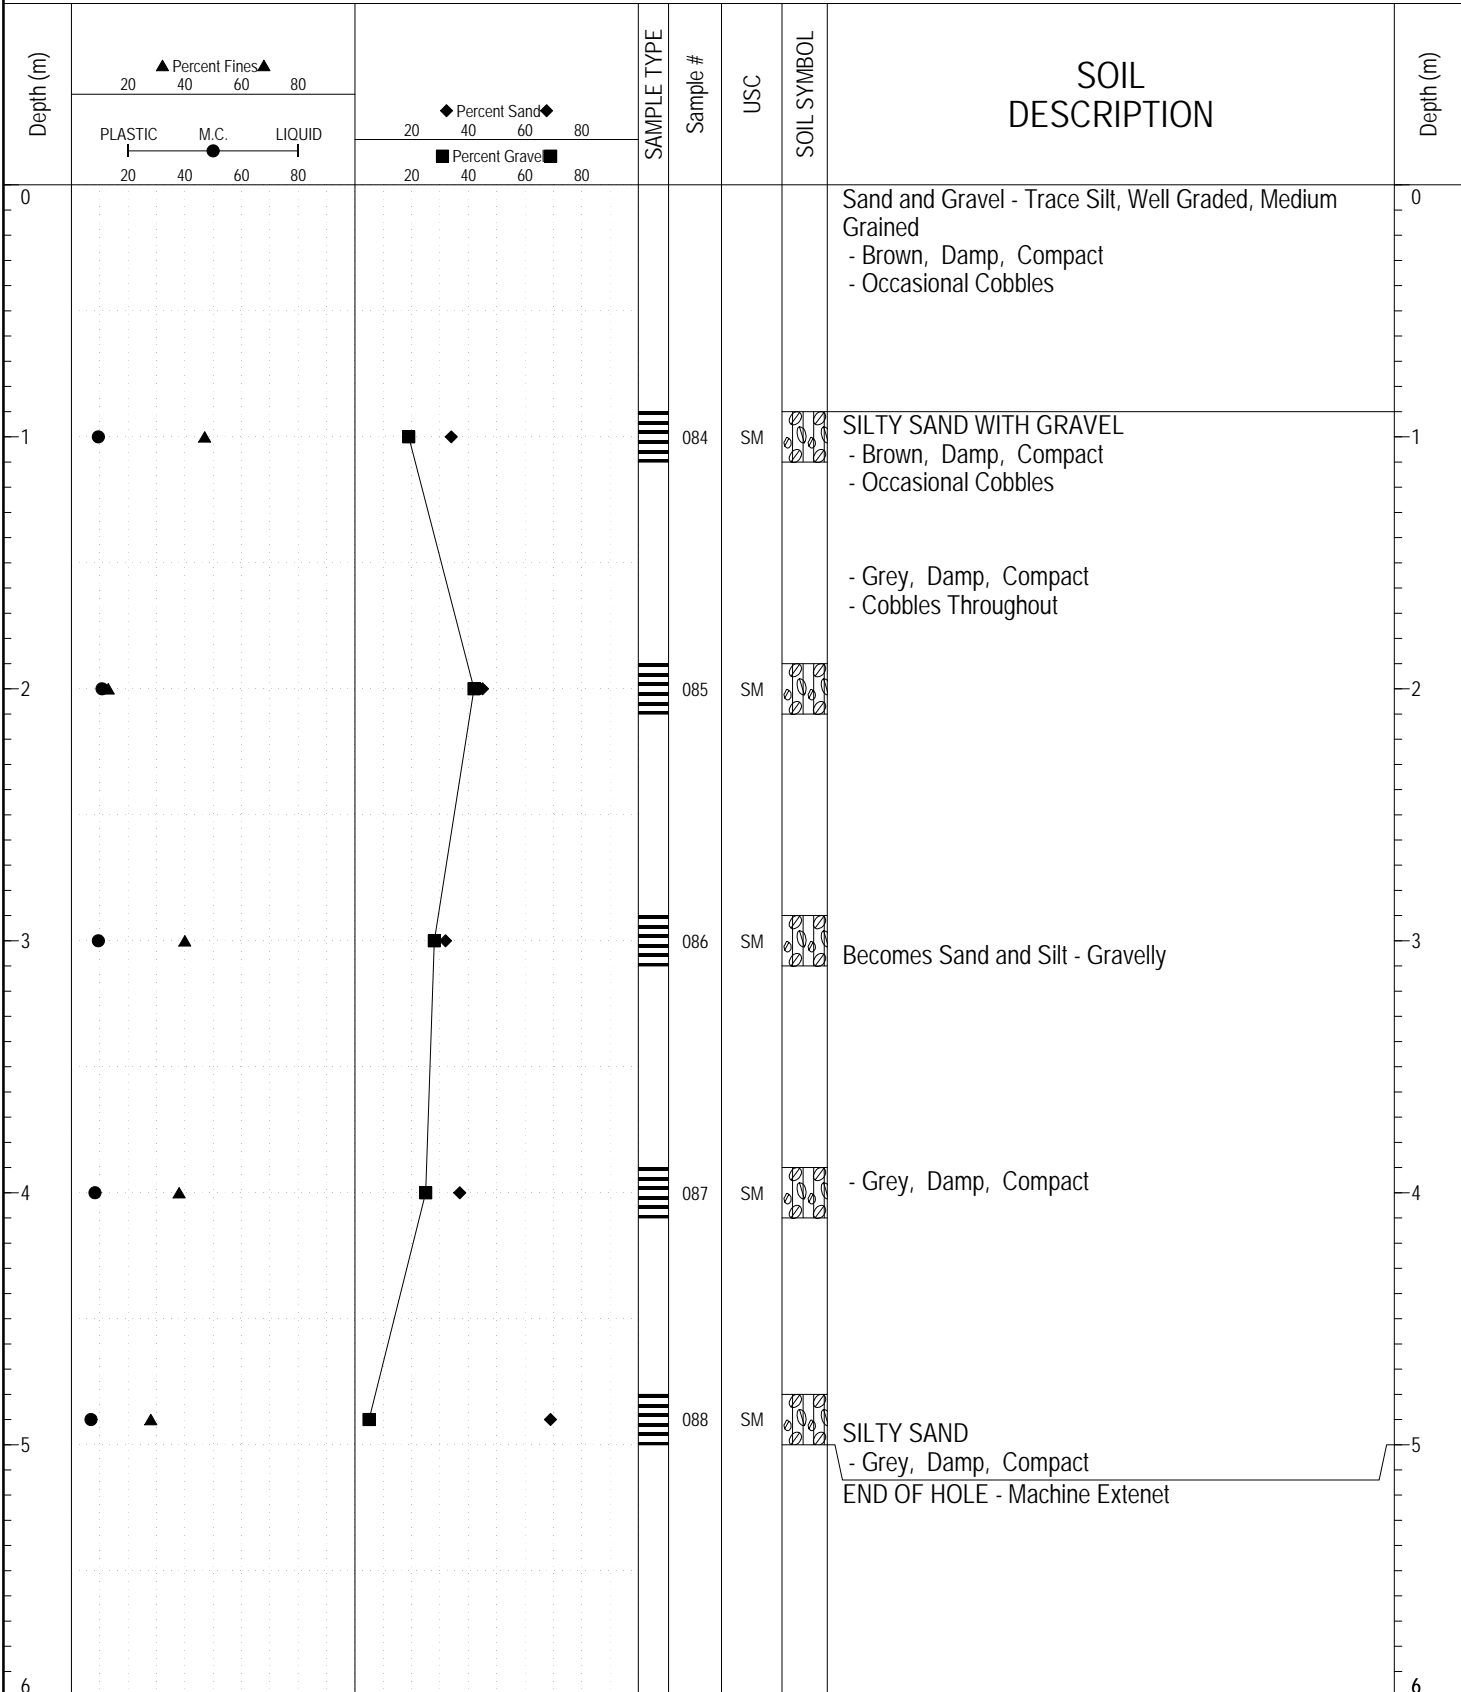 Depth (m)
Percent Fines
20 40 60 80
PLASTIC M.C. LIQUID
20 40 60 80
Percent Sand
20 40 60 80
Percent Gravel
20 40 60 80
SAMPLE TYPE
Sample #
USC
SOIL SYMBOL
SOIL
DESCRIPTION
Depth (m)
0
Sand and Gravel - Trace Silt, Well Graded, Medium
Grained
- Brown, Damp, Compact
- Occasional Cobbles
0
SILTY SAND WITH GRAVEL
1 084 SM 1
- Brown, Damp, Compact
- Occasional Cobbles
- Grey, Damp, Compact
- Cobbles Throughout
2 085 SM 2
3 086 SM 3
Becomes Sand and Silt - Gravelly
- Grey, Damp, Compact
4 087 SM 4
088 SM
SILTY SAND
5 5
- Grey, Damp, Compact
END OF HOLE - Machine Extenet
6 6